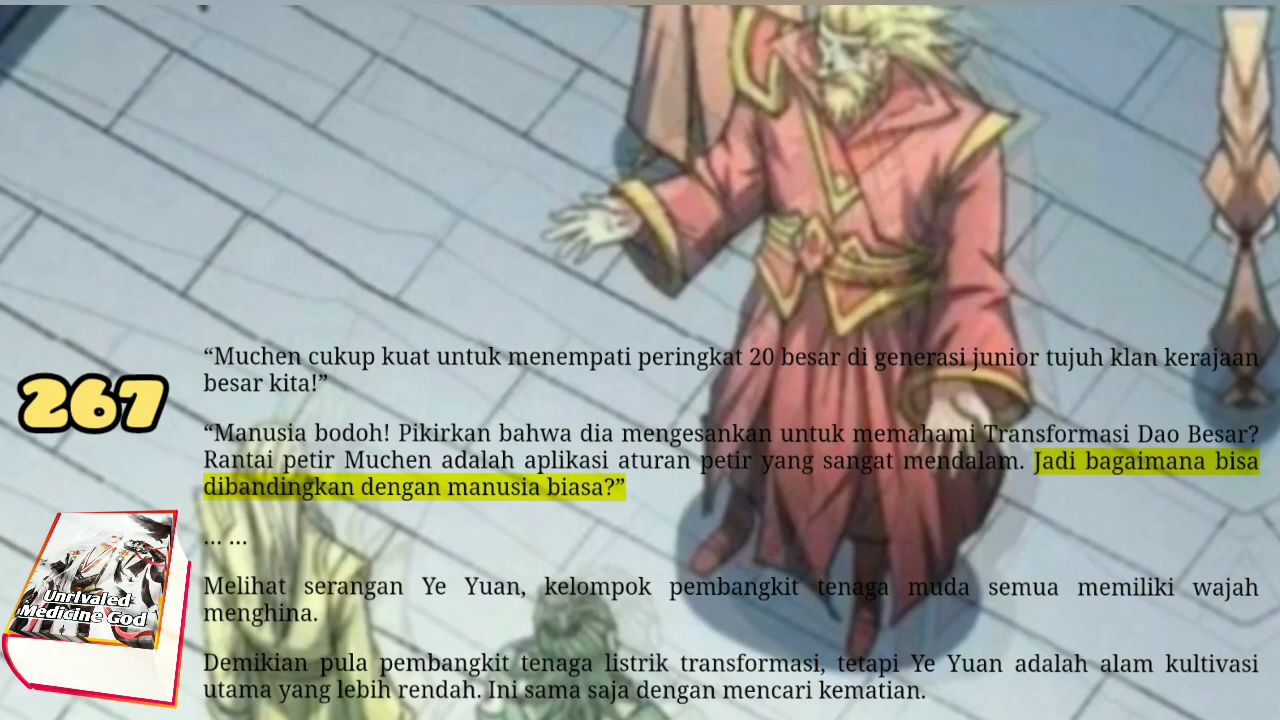 “Muchen cukup kuat untuk menempati peringkat 20 besar di generasi junior tujuh klan kerajaan
besar kita!”
267
“Manusia bodoh! Pikirkan bahwa dia mengesankan untuk memahami Transformasi Dao Besar?
Rantai petir Muchen adalah aplikasi aturan petir yang sangat mendalam. Jadi bagaimana bisa
dibandingkan dengan manusia biasa?”
... ...
Melihat serangan Ye Yuan, kelompok pembangkit tenaga muda semua memiliki wajah
menghina.
Unrivaled
Medicine God
Demikian pula pembangkit tenaga listrik transformasi, tetapi Ye Yuan adalah alam kultivasi
utama yang lebih rendah. Ini sama saja dengan mencari kematian.